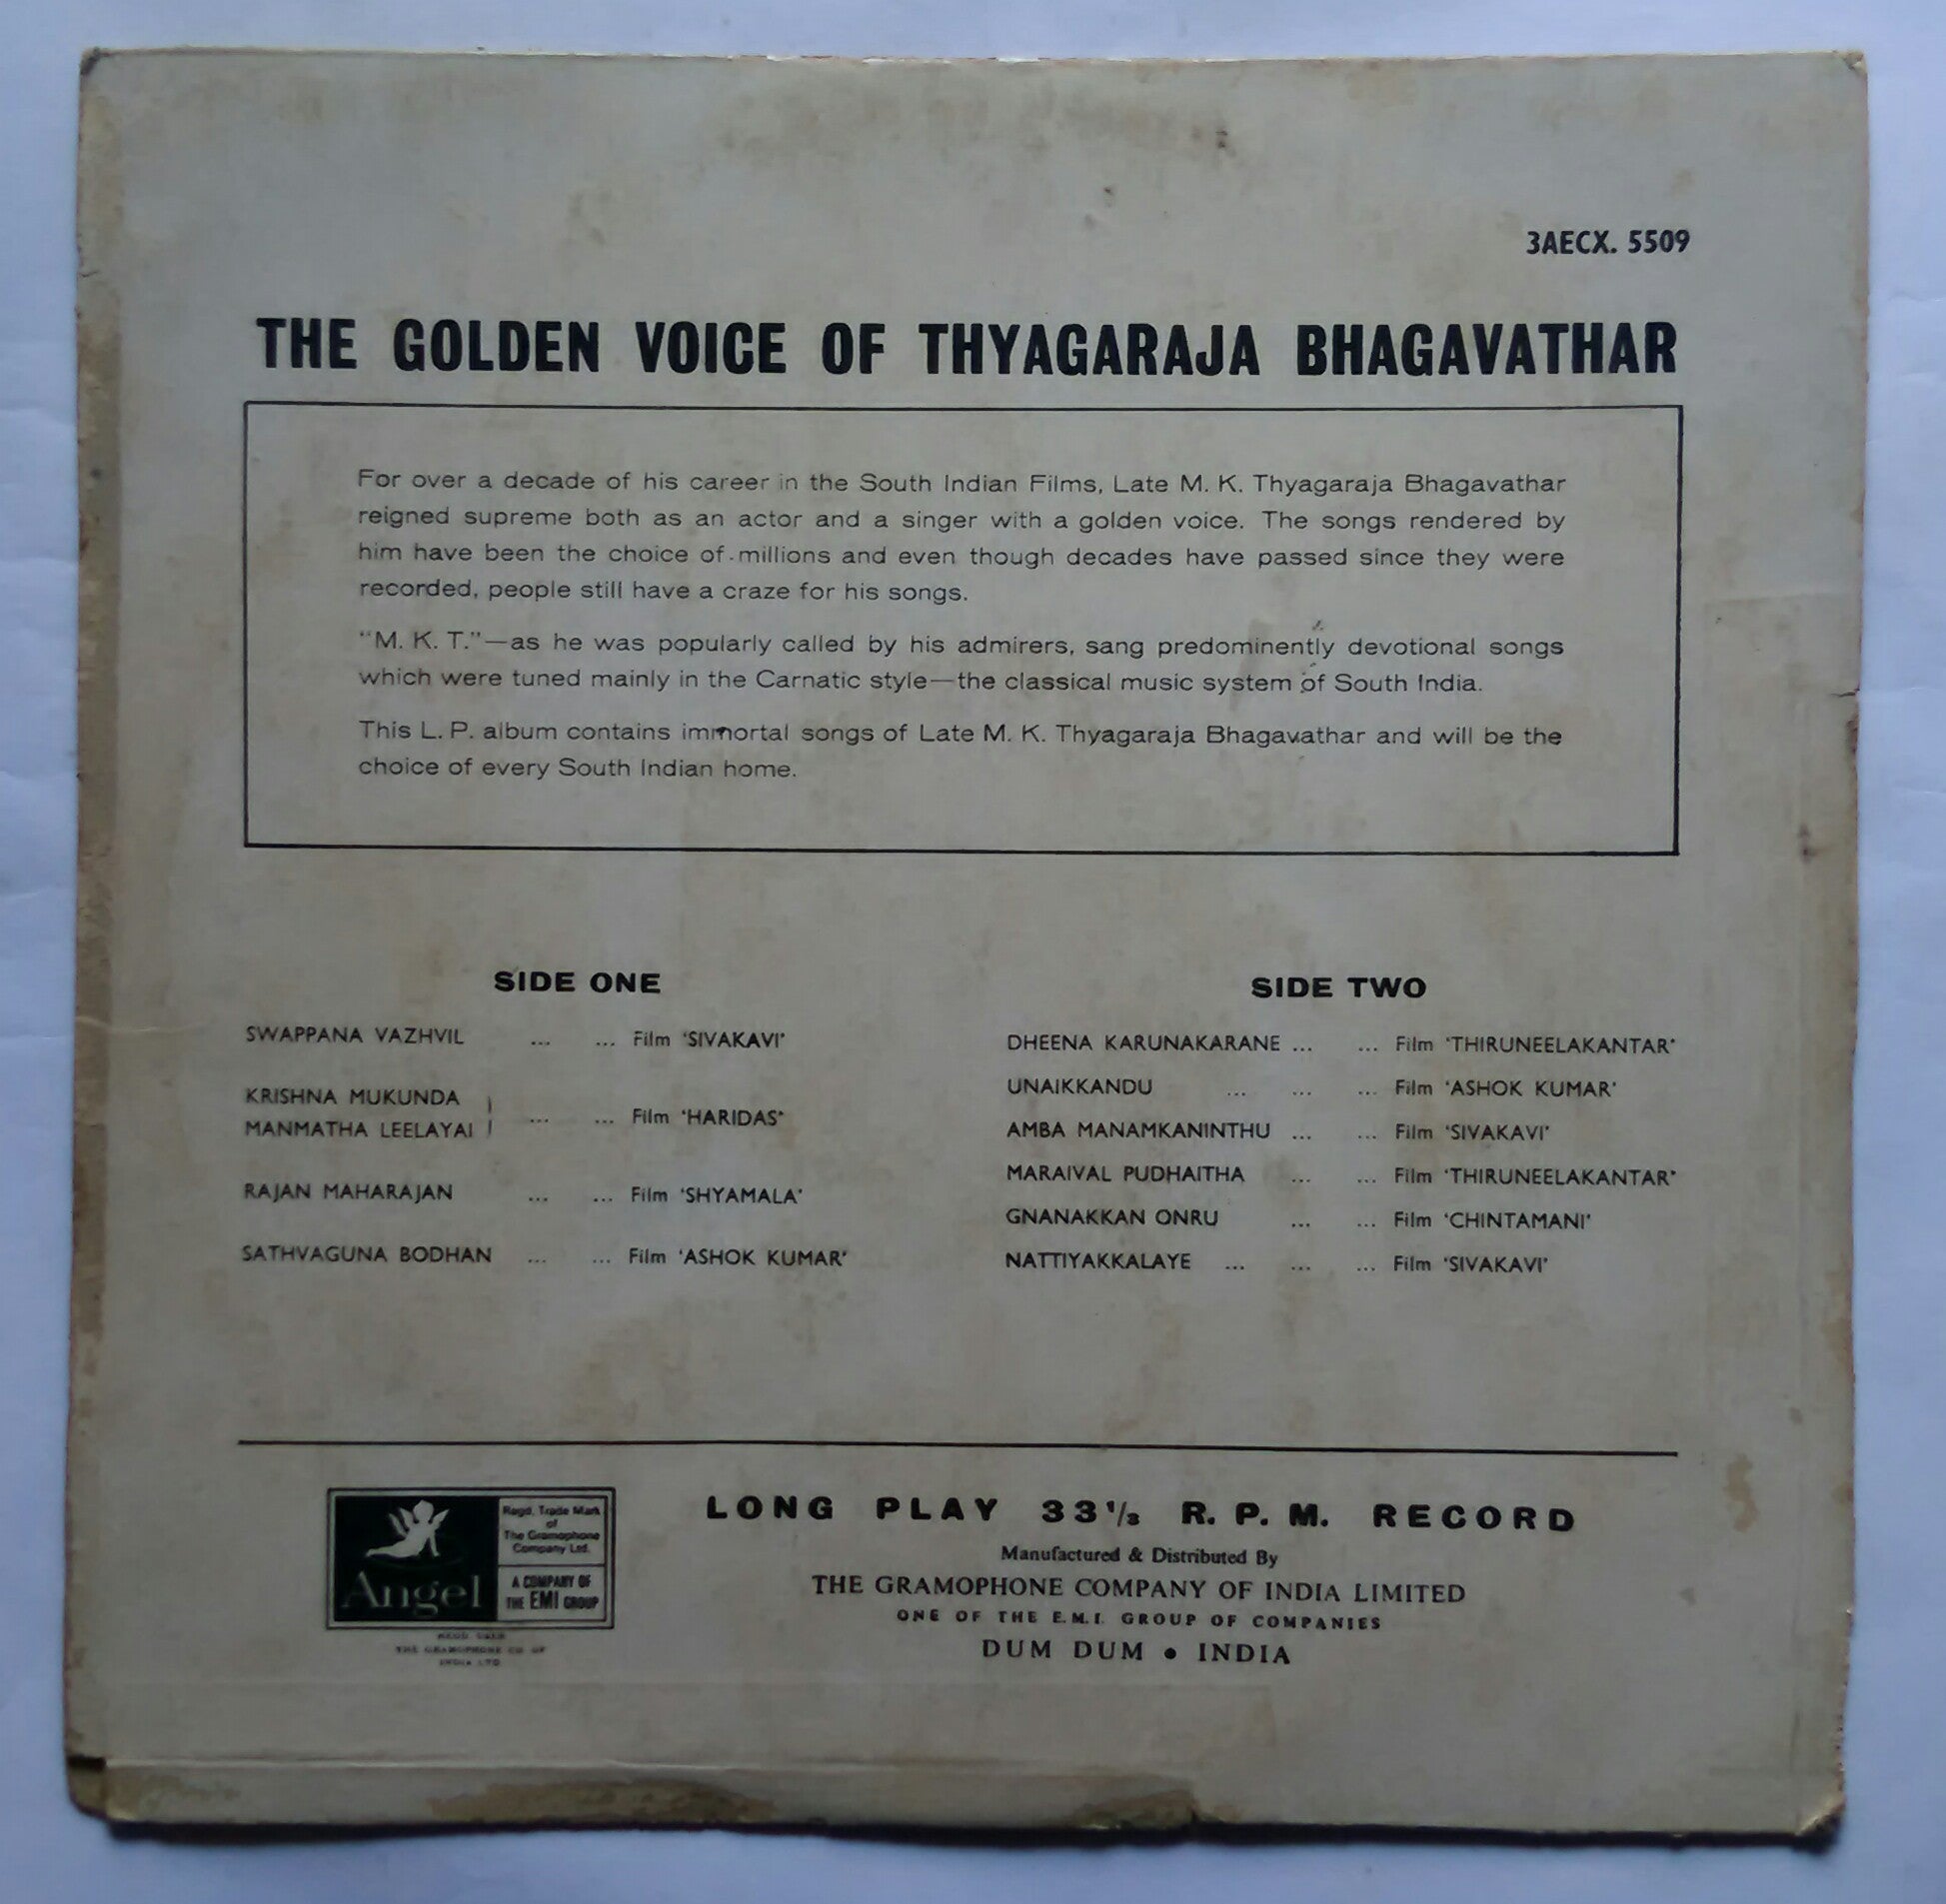 3AECX. 5509
THE GOLDEN VOICE OF THYAGARAJA BHAGAVATHAR
For over a decade of his career in the South Indian Films, Late M. K. Thyagaraja Bhagavathar
reigned supreme both as an actor and a singer with a golden voice. The songs rendered by
him have been the choice of millions and even though decades have passed since they were
recorded, people still have a craze for his songs.
"M. K. T."—as he was popularly called by his admirers, sang predominently devotional songs
which were tuned mainly in the Carnatic style—the classical music system of South India.
This L. P. album contains immortal songs of Late M. K. Thyagaraja Bhagavathar and will be the
choice of every South Indian home.
SIDE ONE
SWAPPANA VAZHVIL ... ... Film 'SIVAKAVI'
KRISHNA MUKUNDA
MANMATHA LEELAYAI ... ... Film 'HARIDAS'
RAJAN MAHARAJAN ... ... Film 'SHYAMALA'
SATHVAGUNA BODHAN ... ... Film 'ASHOK KUMAR'
SIDE TWO
DHEENA KARUNAKARANE ... ... Film 'THIRUNEELAKANTAR'
UNAIKKANDU ... ... ... Film 'ASHOK KUMAR'
AMBA MANAMKANINTHU ... ... Film 'SIVAKAVI'
MARAIVAL PUDHAITHA ... ... Film 'THIRUNEELAKANTAR'
GNANAKKAN ONRU ... ... Film 'CHINTAMANI'
NATTIYAKKALAYE ... ... ... Film 'SIVAKAVI'
Angel
Regd. Trade Mark
of
The Gramophone
Company Ltd.
A COMPANY OF
THE EMI GROUP
REGD. USER
THE GRAMOPHONE CO OF
INDIA LTD
LONG PLAY 33⅓ R. P. M. RECORD
Manufactured & Distributed By
THE GRAMOPHONE COMPANY OF INDIA LIMITED
ONE OF THE E.M.I. GROUP OF COMPANIES
DUM DUM • INDIA